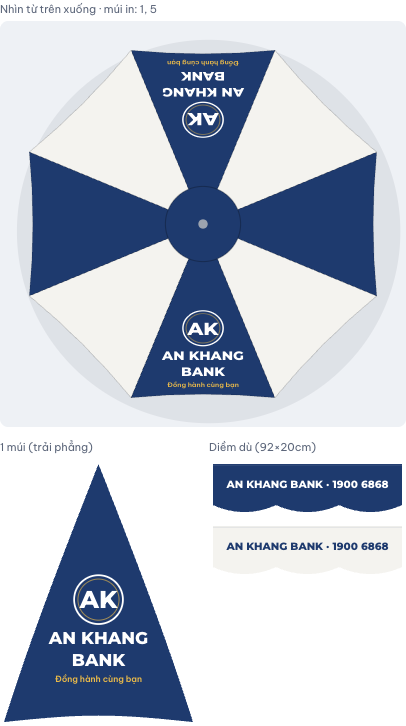 Nhìn từ trên xuống · múi in: 1, 5
Đồng hành cùng bạn
BANK
AN KHANG
AK
AK
AN KHANG
BANK
Đồng hành cùng bạn
1 múi (trải phẳng)
AK
AN KHANG
BANK
Đồng hành cùng bạn
Diềm dù (92×20cm)
AN KHANG BANK · 1900 6868
AN KHANG BANK · 1900 6868